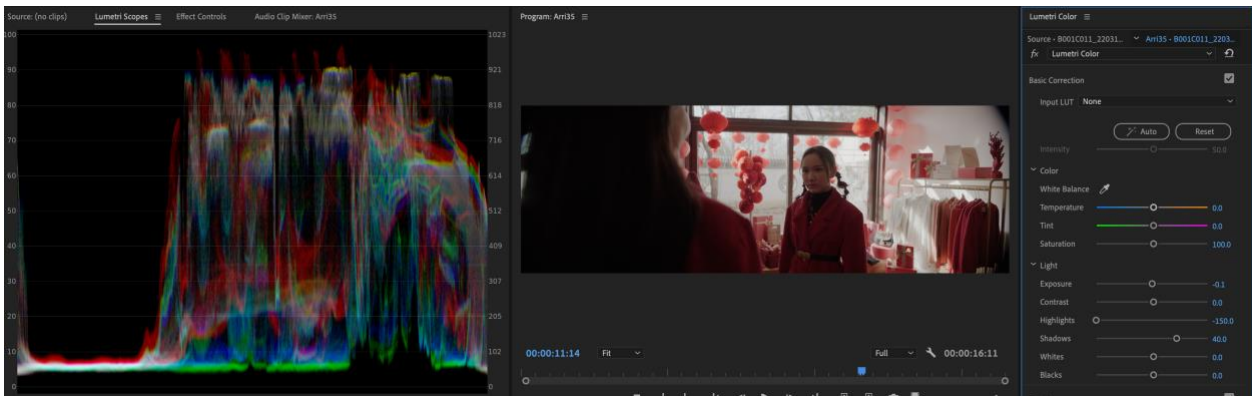 Source: (no clips)
Lumetri Scopes
Effect Controls
Audio Clip Mixer: Arri35
100
90
80
70
60
50
40
30
20
10
0
1023
921
818
716
614
512
409
307
205
102
0
Program: Arri35
00:00:11:14
Fit
Full
00:00:16:11
Lumetri Color
Source - B001C011_22031...
Arri35 - B001C011_2203...
fx Lumetri Color
Basic Correction
Input LUT None
Auto
Reset
Intensity 50.0
Color
White Balance
Temperature 0.0
Tint 0.0
Saturation 100.0
Light
Exposure -0.1
Contrast 0.0
Highlights -150.0
Shadows 40.0
Whites 0.0
Blacks 0.0